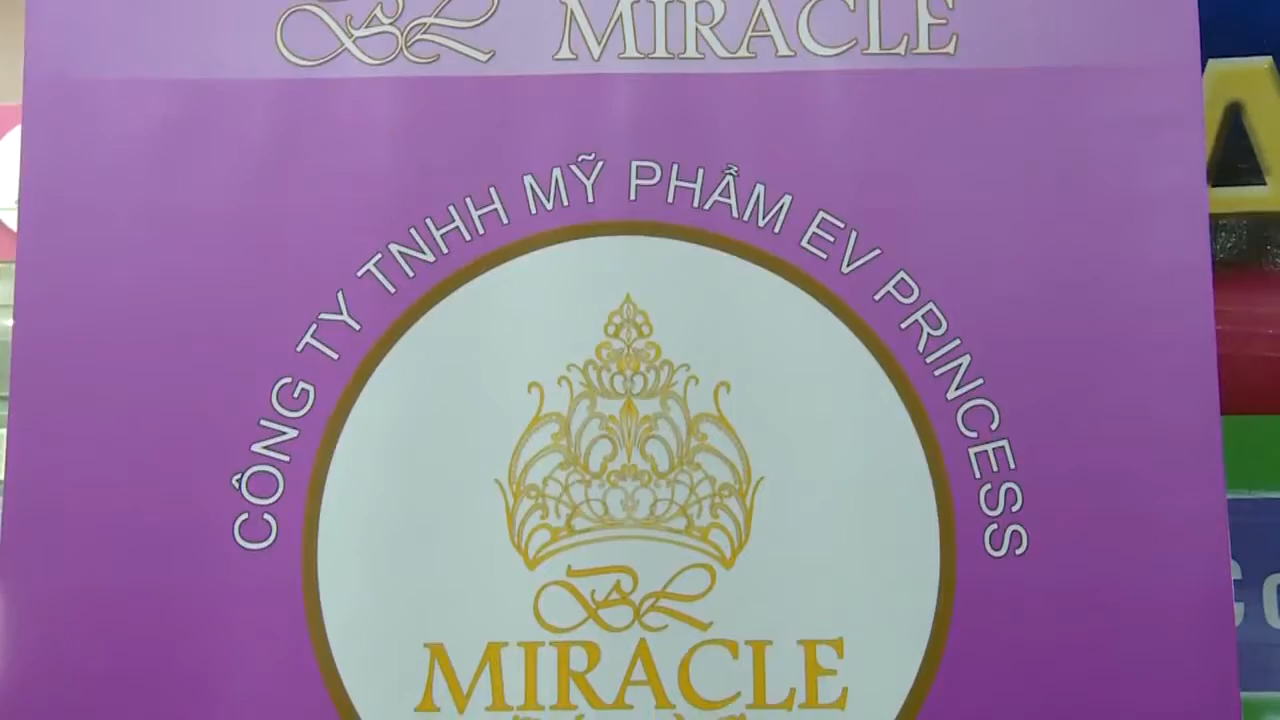 BL MIRACLE
CÔNG TY TNHH MỸ PHẨM EV PRINCESS
BL
MIRACLE
A